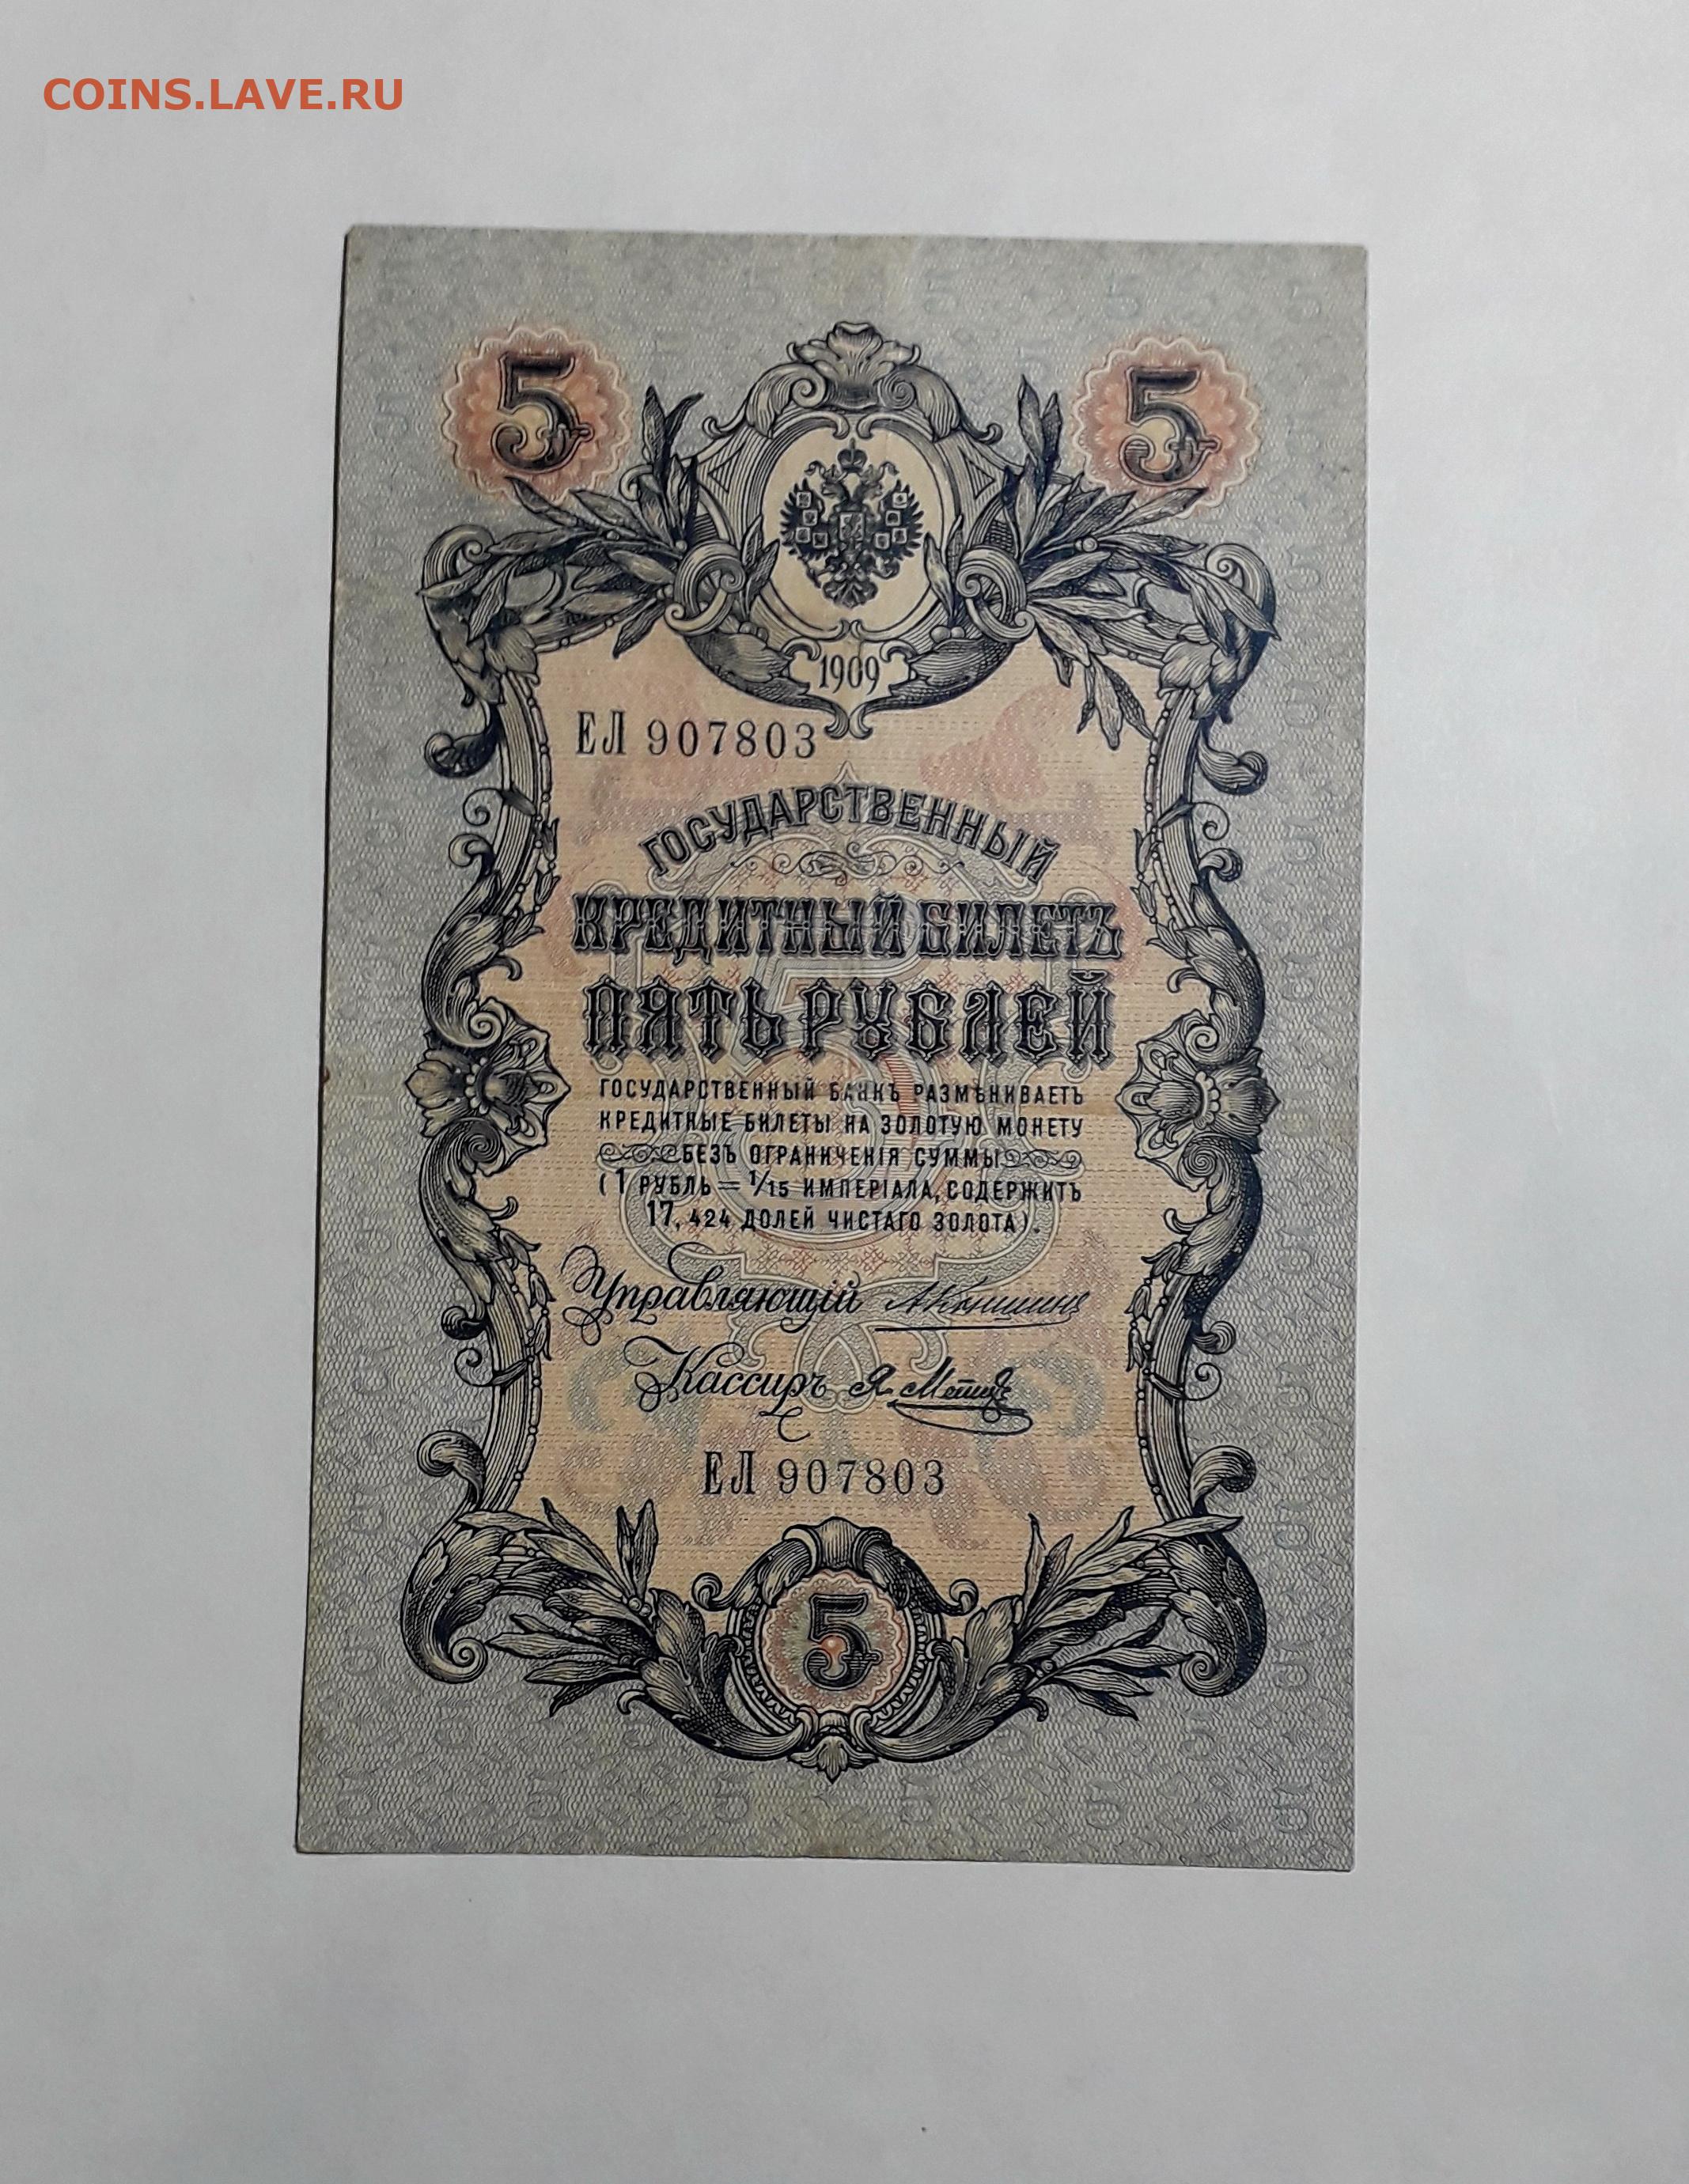 COINS.LAVE.RU
5 5
1909
ЕЛ 907803
ГОСУДАРСТВЕННЫЙ
КРЕДИТНЫЙ БИЛЕТЪ
ПЯТЬ РУБЛЕЙ
ГОСУДАРСТВЕННЫЙ БАНКЪ РАЗМѢНИВАЕТЪ
КРЕДИТНЫЕ БИЛЕТЫ НА ЗОЛОТУЮ МОНЕТУ
БЕЗЪ ОГРАНИЧЕНІЯ СУММЫ
(1 РУБЛЬ = 1/15 ИМПЕРІАЛА, СОДЕРЖИТЪ
17, 424 ДОЛЕЙ ЧИСТАГО ЗОЛОТА).
Управляющій АКоншинъ
Кассиръ Я.
ЕЛ 907803
5